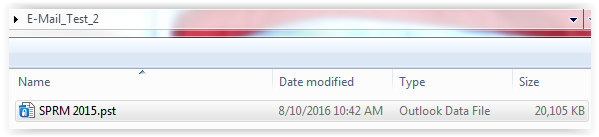 E-Mail_Test_2
Name Date modified Type Size
SPRM 2015.pst 8/10/2016 10:42 AM Outlook Data File 20,105 KB